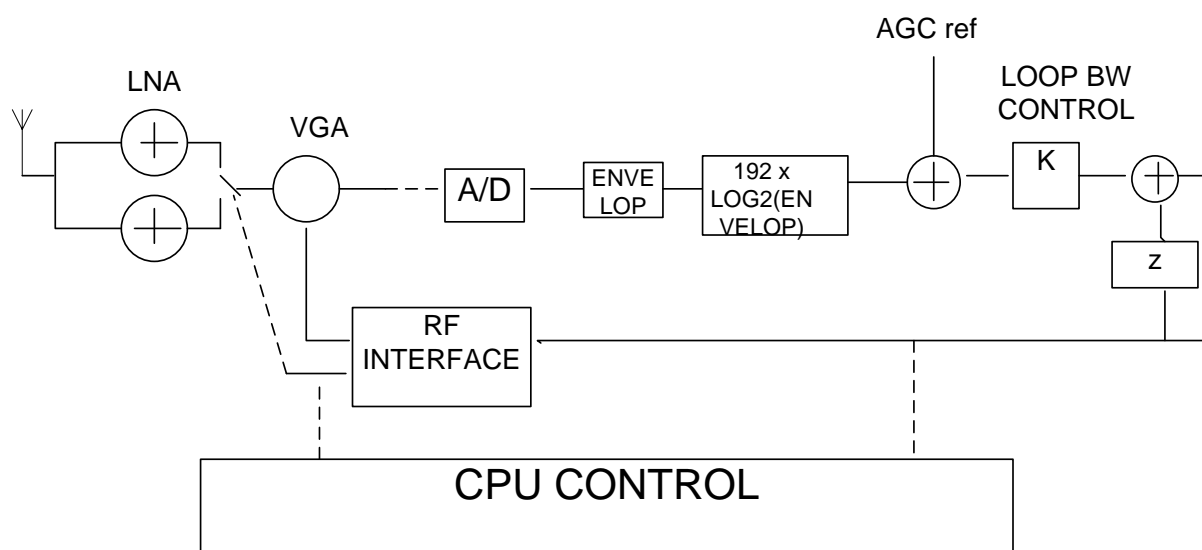 AGC ref
LNA
LOOP BW
CONTROL
VGA
K
A/D
ENVE
LOP
192 x
LOG2(EN
VELOP)
z
RF
INTERFACE
CPU CONTROL